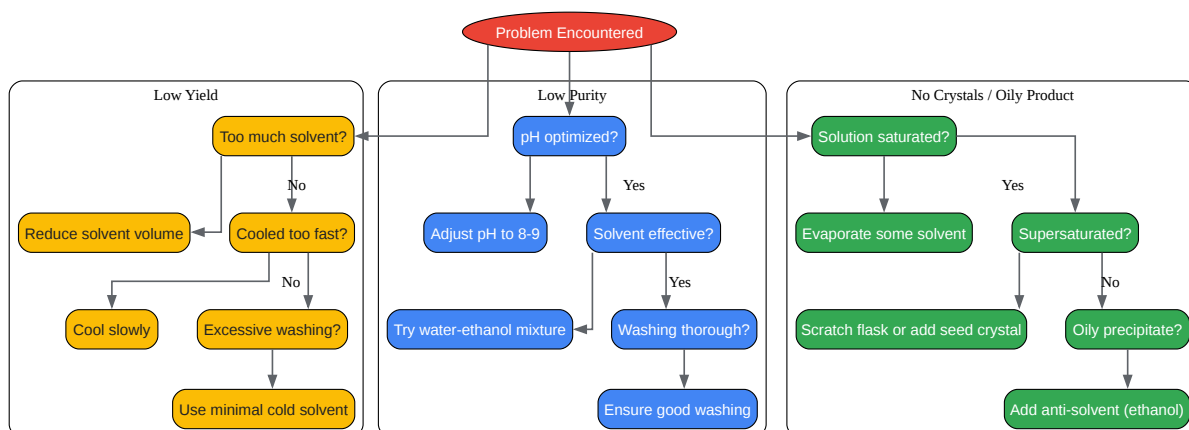 Problem Encountered
Low Yield
Low Purity
No Crystals / Oily Product
Too much solvent?
pH optimized?
Solution saturated?
No
Yes
Yes
Reduce solvent volume
Cooled too fast?
Adjust pH to 8-9
Solvent effective?
Evaporate some solvent
Supersaturated?
No
Yes
No
Cool slowly
Excessive washing?
Try water-ethanol mixture
Washing thorough?
Scratch flask or add seed crystal
Oily precipitate?
Use minimal cold solvent
Ensure good washing
Add anti-solvent (ethanol)